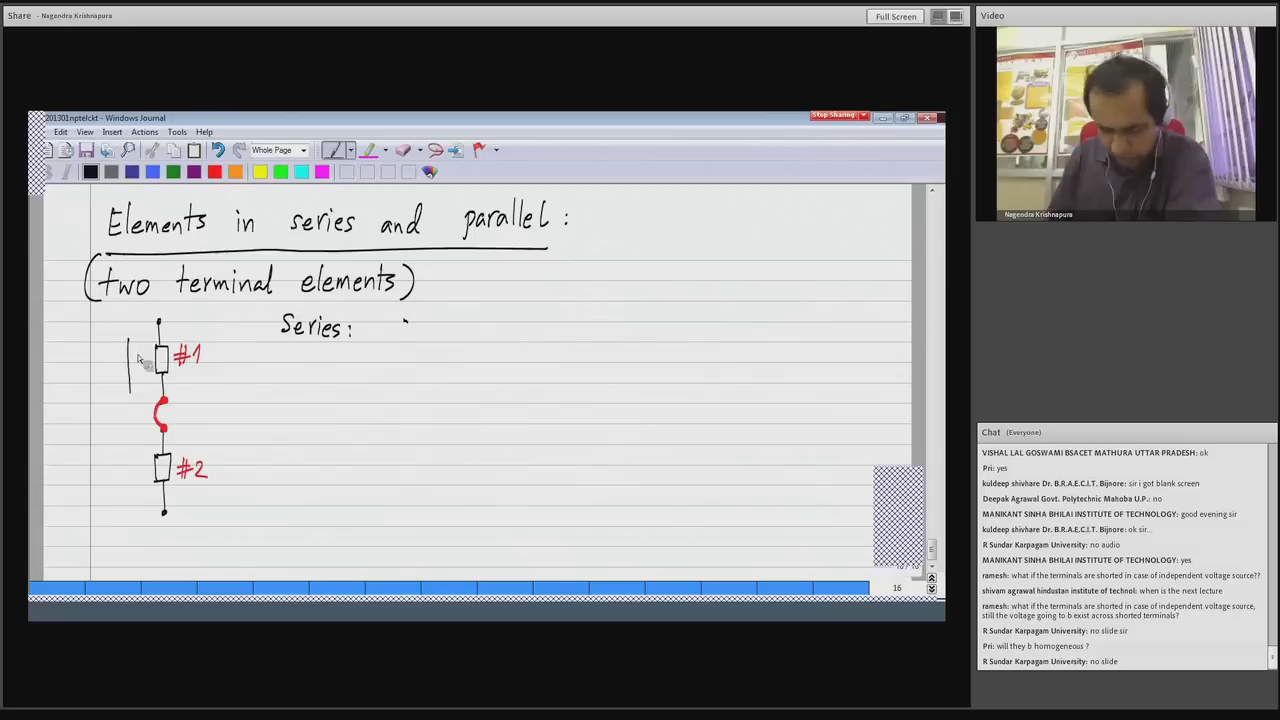 Share - Nagendra Krishnapura
Full Screen
Video
201301nptelckt - Windows Journal
Stop Sharing
Edit View Insert Actions Tools Help
Whole Page
Elements in series and parallel:
(two terminal elements)
Series:
#1
#2
16
Nagendra Krishnapura
Chat (Everyone)
VISHAL LAL GOSWAMI BSACET MATHURA UTTAR PRADESH: ok
Pri: yes
kuldeep shivhare Dr. B.R.A.E.C.I.T. Bijnore: sir i got blank screen
Deepak Agrawal Govt. Polytechnic Mahoba U.P.: no
MANIKANT SINHA BHILAI INSTITUTE OF TECHNOLOGY: good evening sir
kuldeep shivhare Dr. B.R.A.E.C.I.T. Bijnore: ok sir...
R Sundar Karpagam University: no audio
MANIKANT SINHA BHILAI INSTITUTE OF TECHNOLOGY: yes
ramesh: what if the terminals are shorted in case of independent voltage source??
shivam agrawal hindustan institute of technol: when is the next lecture
ramesh: what if the terminals are shorted in case of independent voltage source,
still the voltage going to b exist across shorted terminals?
R Sundar Karpagam University: no slide sir
Pri: will they b homogeneous ?
R Sundar Karpagam University: no slide